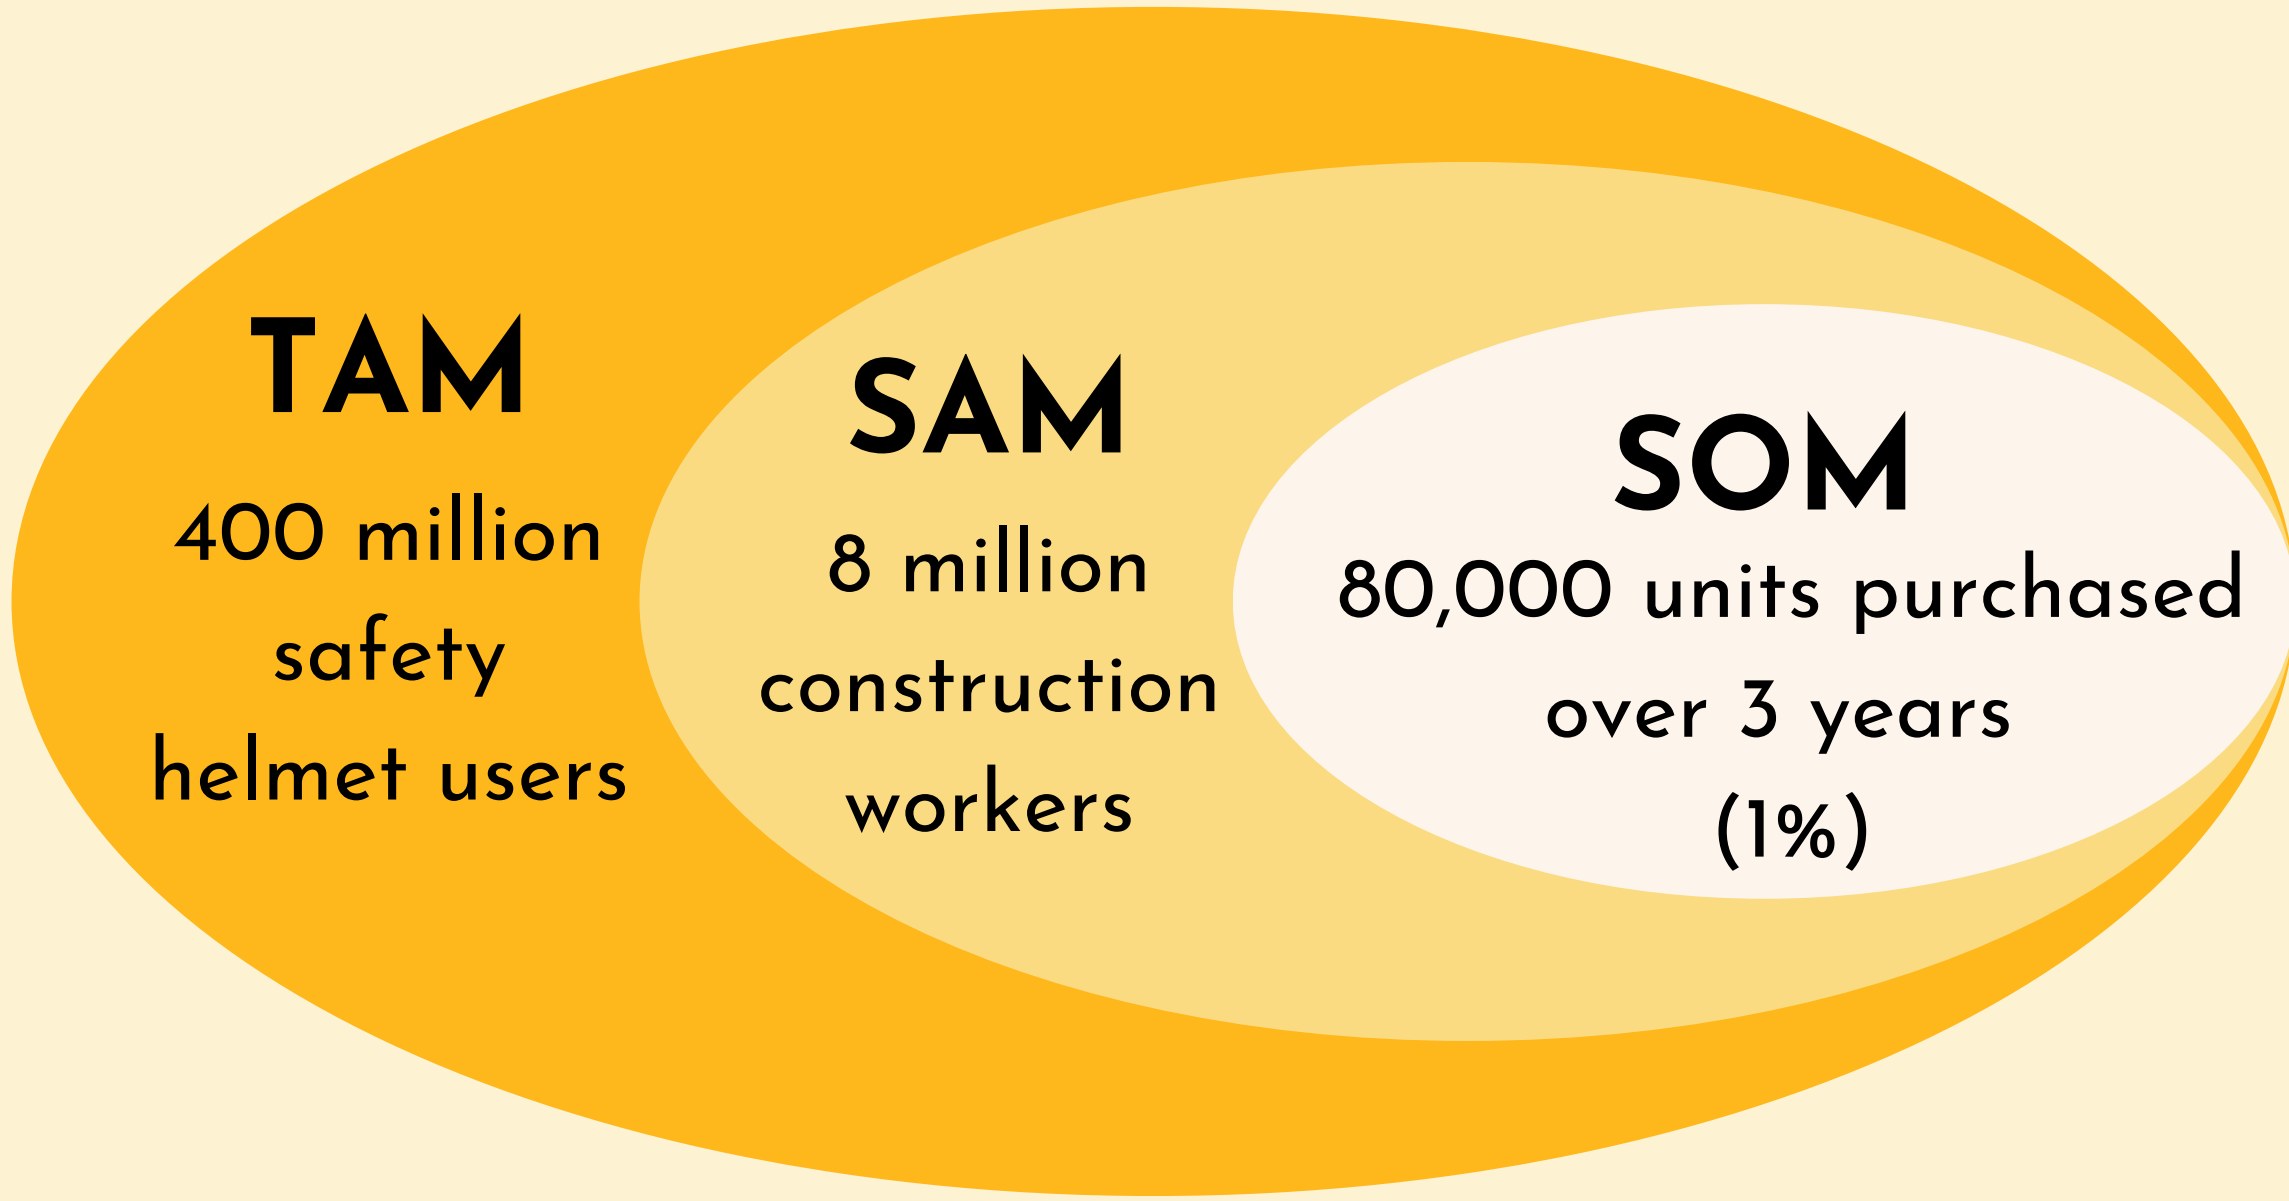 TAM
400 million
safety
helmet users
SAM
8 million
construction
workers
SOM
80,000 units purchased
over 3 years
(1%)